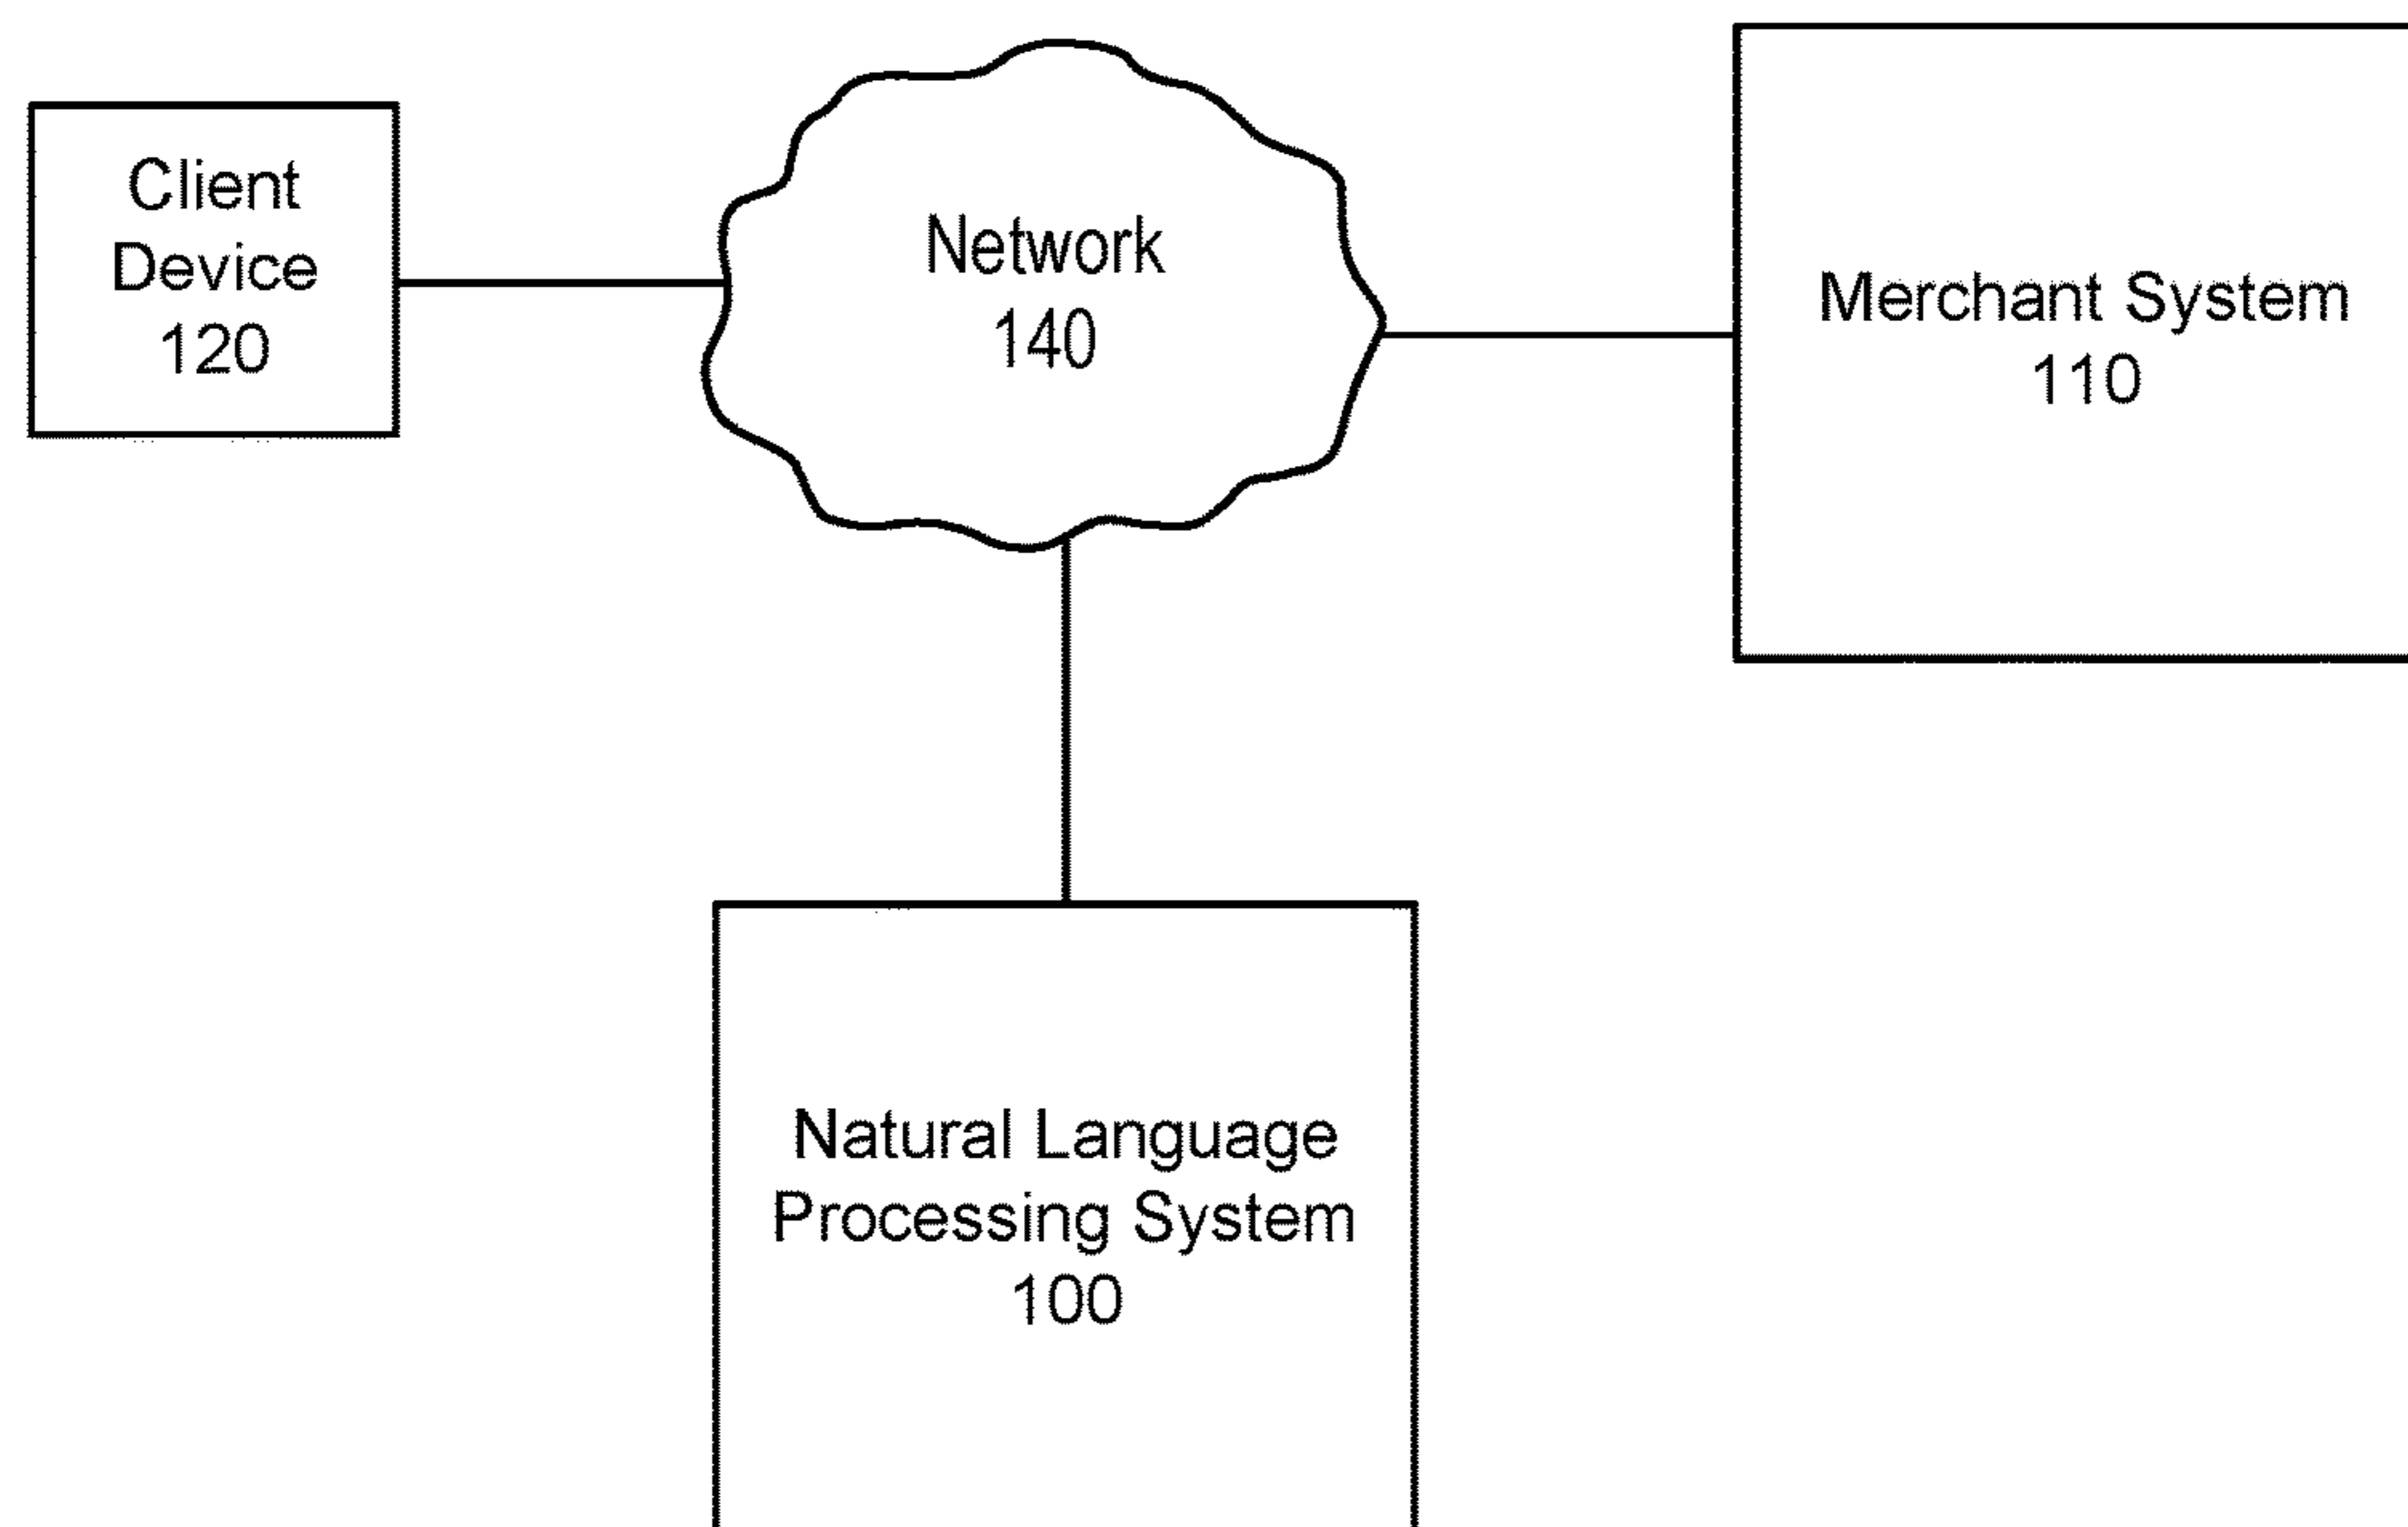 Client
Device
120
Network
140
Merchant System
110
Natural Language
Processing System
100